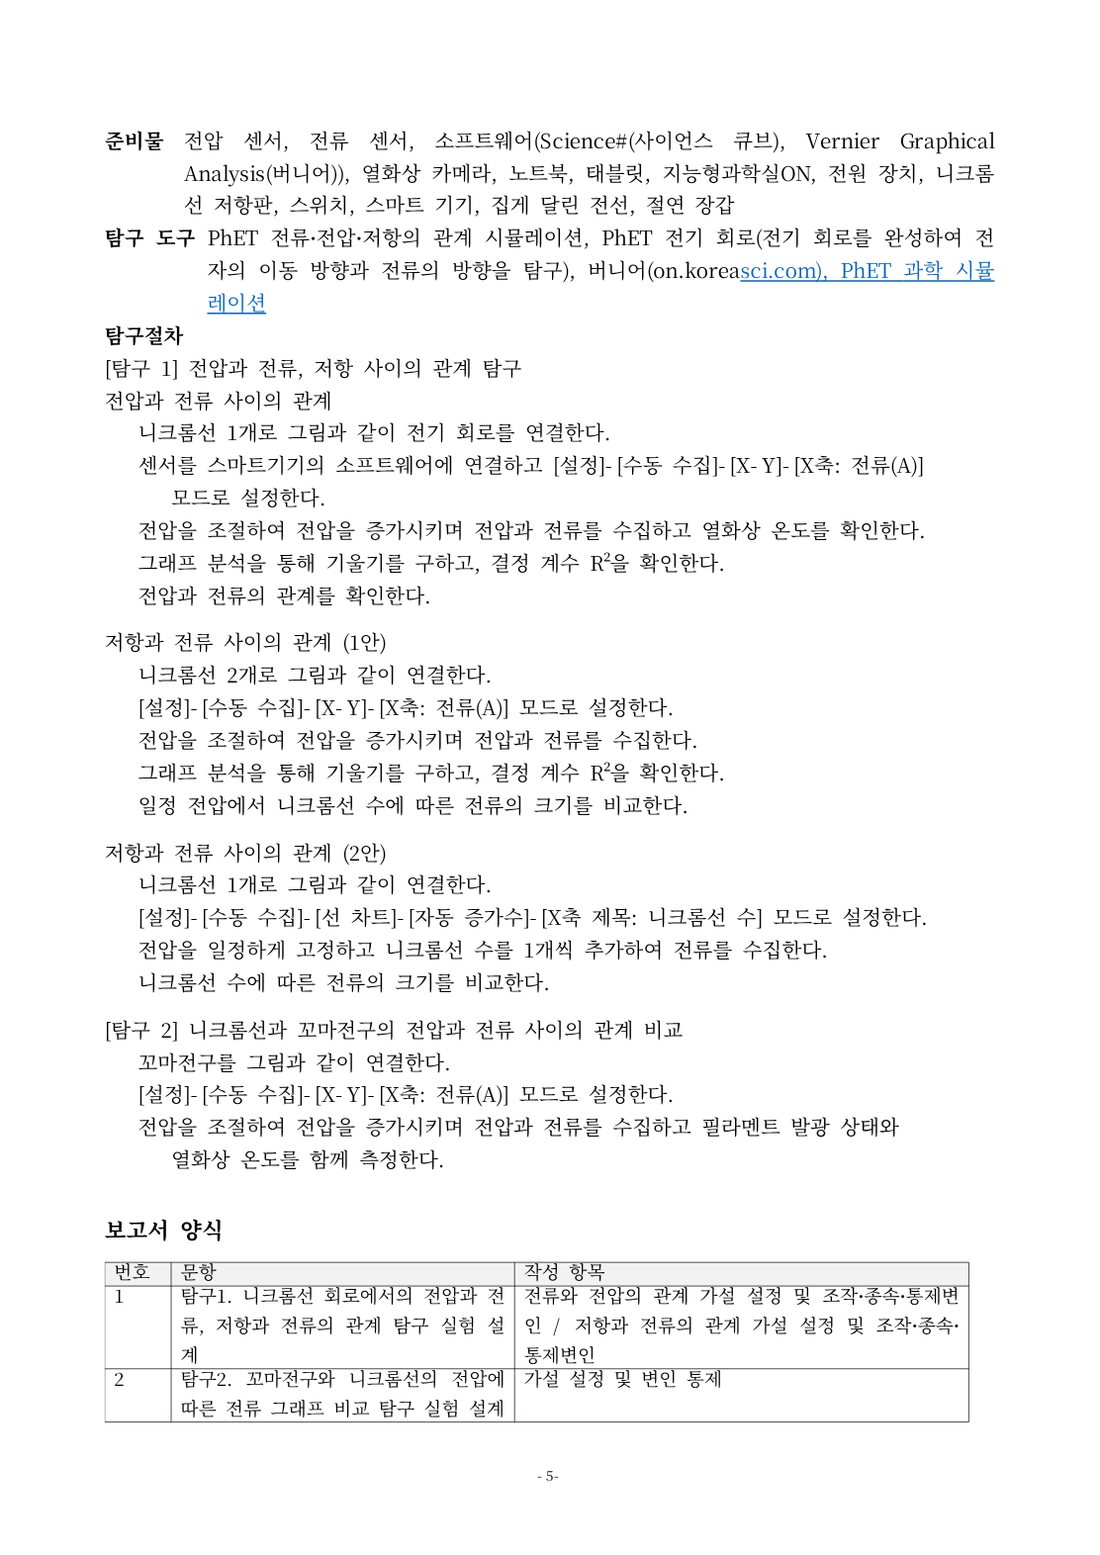 준비물 전압 센서, 전류 센서, 소프트웨어(Science#(사이언스 큐브), Vernier Graphical
Analysis(버니어)), 열화상 카메라, 노트북, 태블릿, 지능형과학실ON, 전원 장치, 니크롬
선 저항판, 스위치, 스마트 기기, 집게 달린 전선, 절연 장갑
탐구 도구 PhET 전류·전압·저항의 관계 시뮬레이션, PhET 전기 회로(전기 회로를 완성하여 전
자의 이동 방향과 전류의 방향을 탐구), 버니어(on.koreasci.com), PhET 과학 시뮬
레이션
탐구절차
[탐구 1] 전압과 전류, 저항 사이의 관계 탐구
전압과 전류 사이의 관계
니크롬선 1개로 그림과 같이 전기 회로를 연결한다.
센서를 스마트기기의 소프트웨어에 연결하고 [설정]-[수동 수집]-[X-Y]-[X축: 전류(A)]
모드로 설정한다.
전압을 조절하여 전압을 증가시키며 전압과 전류를 수집하고 열화상 온도를 확인한다.
그래프 분석을 통해 기울기를 구하고, 결정 계수 R²을 확인한다.
전압과 전류의 관계를 확인한다.
저항과 전류 사이의 관계 (1안)
니크롬선 2개로 그림과 같이 연결한다.
[설정]-[수동 수집]-[X-Y]-[X축: 전류(A)] 모드로 설정한다.
전압을 조절하여 전압을 증가시키며 전압과 전류를 수집한다.
그래프 분석을 통해 기울기를 구하고, 결정 계수 R²을 확인한다.
일정 전압에서 니크롬선 수에 따른 전류의 크기를 비교한다.
저항과 전류 사이의 관계 (2안)
니크롬선 1개로 그림과 같이 연결한다.
[설정]-[수동 수집]-[선 차트]-[자동 증가수]-[X축 제목: 니크롬선 수] 모드로 설정한다.
전압을 일정하게 고정하고 니크롬선 수를 1개씩 추가하여 전류를 수집한다.
니크롬선 수에 따른 전류의 크기를 비교한다.
[탐구 2] 니크롬선과 꼬마전구의 전압과 전류 사이의 관계 비교
꼬마전구를 그림과 같이 연결한다.
[설정]-[수동 수집]-[X-Y]-[X축: 전류(A)] 모드로 설정한다.
전압을 조절하여 전압을 증가시키며 전압과 전류를 수집하고 필라멘트 발광 상태와
열화상 온도를 함께 측정한다.
보고서 양식
번호 문항 작성 항목
1 탐구1. 니크롬선 회로에서의 전압과 전 전류와 전압의 관계 가설 설정 및 조작·종속·통제변
류, 저항과 전류의 관계 탐구 실험 설 인 / 저항과 전류의 관계 가설 설정 및 조작·종속·
계 통제변인
2 탐구2. 꼬마전구와 니크롬선의 전압에 가설 설정 및 변인 통제
따른 전류 그래프 비교 탐구 실험 설계
- 5-